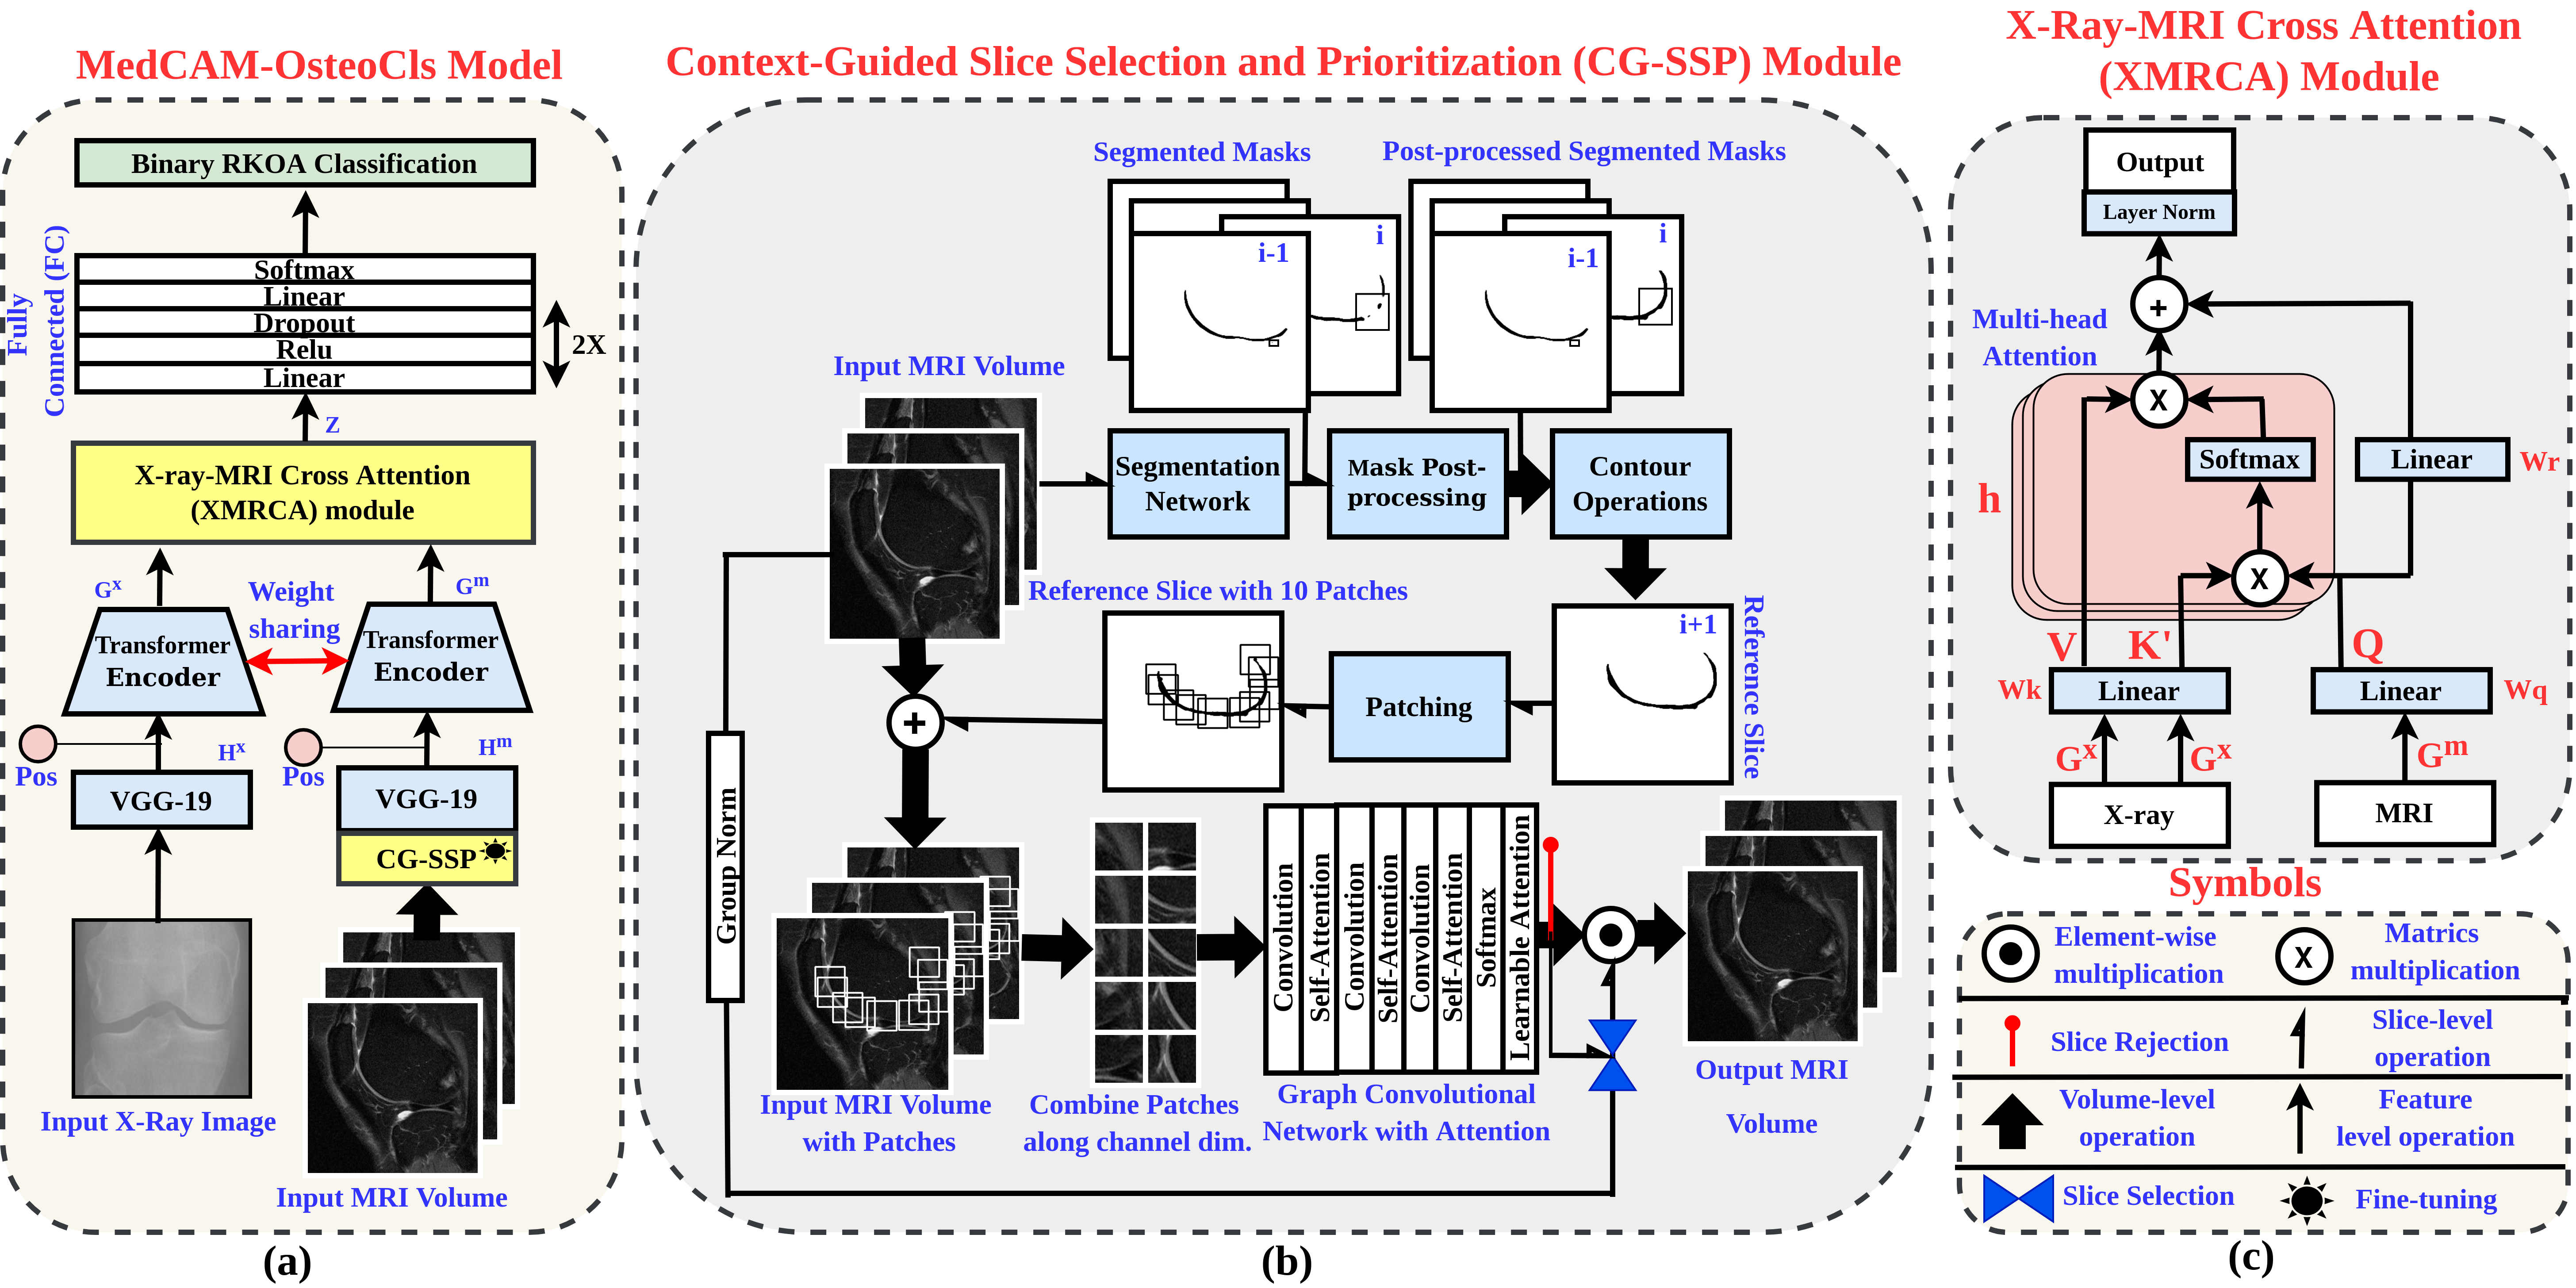 MedCAM-OsteoCls Model
Binary RKOA Classification
Fully
Connected (FC)
Softmax
Linear
Dropout
Relu
Linear
2X
Z
X-ray-MRI Cross Attention
(XMRCA) module
Gx
Weight
sharing
Gm
Transformer
Encoder
Transformer
Encoder
Pos
Hx
Pos
Hm
VGG-19
VGG-19
CG-SSP
Input X-Ray Image
Input MRI Volume
(a)
Context-Guided Slice Selection and Prioritization (CG-SSP) Module
Segmented Masks
Post-processed Segmented Masks
i-1
i
i-1
i
Input MRI Volume
Segmentation
Network
Mask Post-
processing
Contour
Operations
Reference Slice with 10 Patches
i+1
Reference Slice
Patching
+
Group Norm
Convolution
Self-Attention
Convolution
Self-Attention
Convolution
Self-Attention
Softmax
Learnable Attention
Input MRI Volume
with Patches
Combine Patches
along channel dim.
Graph Convolutional
Network with Attention
Output MRI
Volume
(b)
X-Ray-MRI Cross Attention
(XMRCA) Module
Output
Layer Norm
+
Multi-head
Attention
X
Softmax
Linear
Wr
h
X
V
K'
Q
Wk
Linear
Linear
Wq
Gx
Gx
Gm
X-ray
MRI
Symbols
Element-wise
multiplication
X
Matrics
multiplication
Slice Rejection
Slice-level
operation
Volume-level
operation
Feature
level operation
Slice Selection
Fine-tuning
(c)